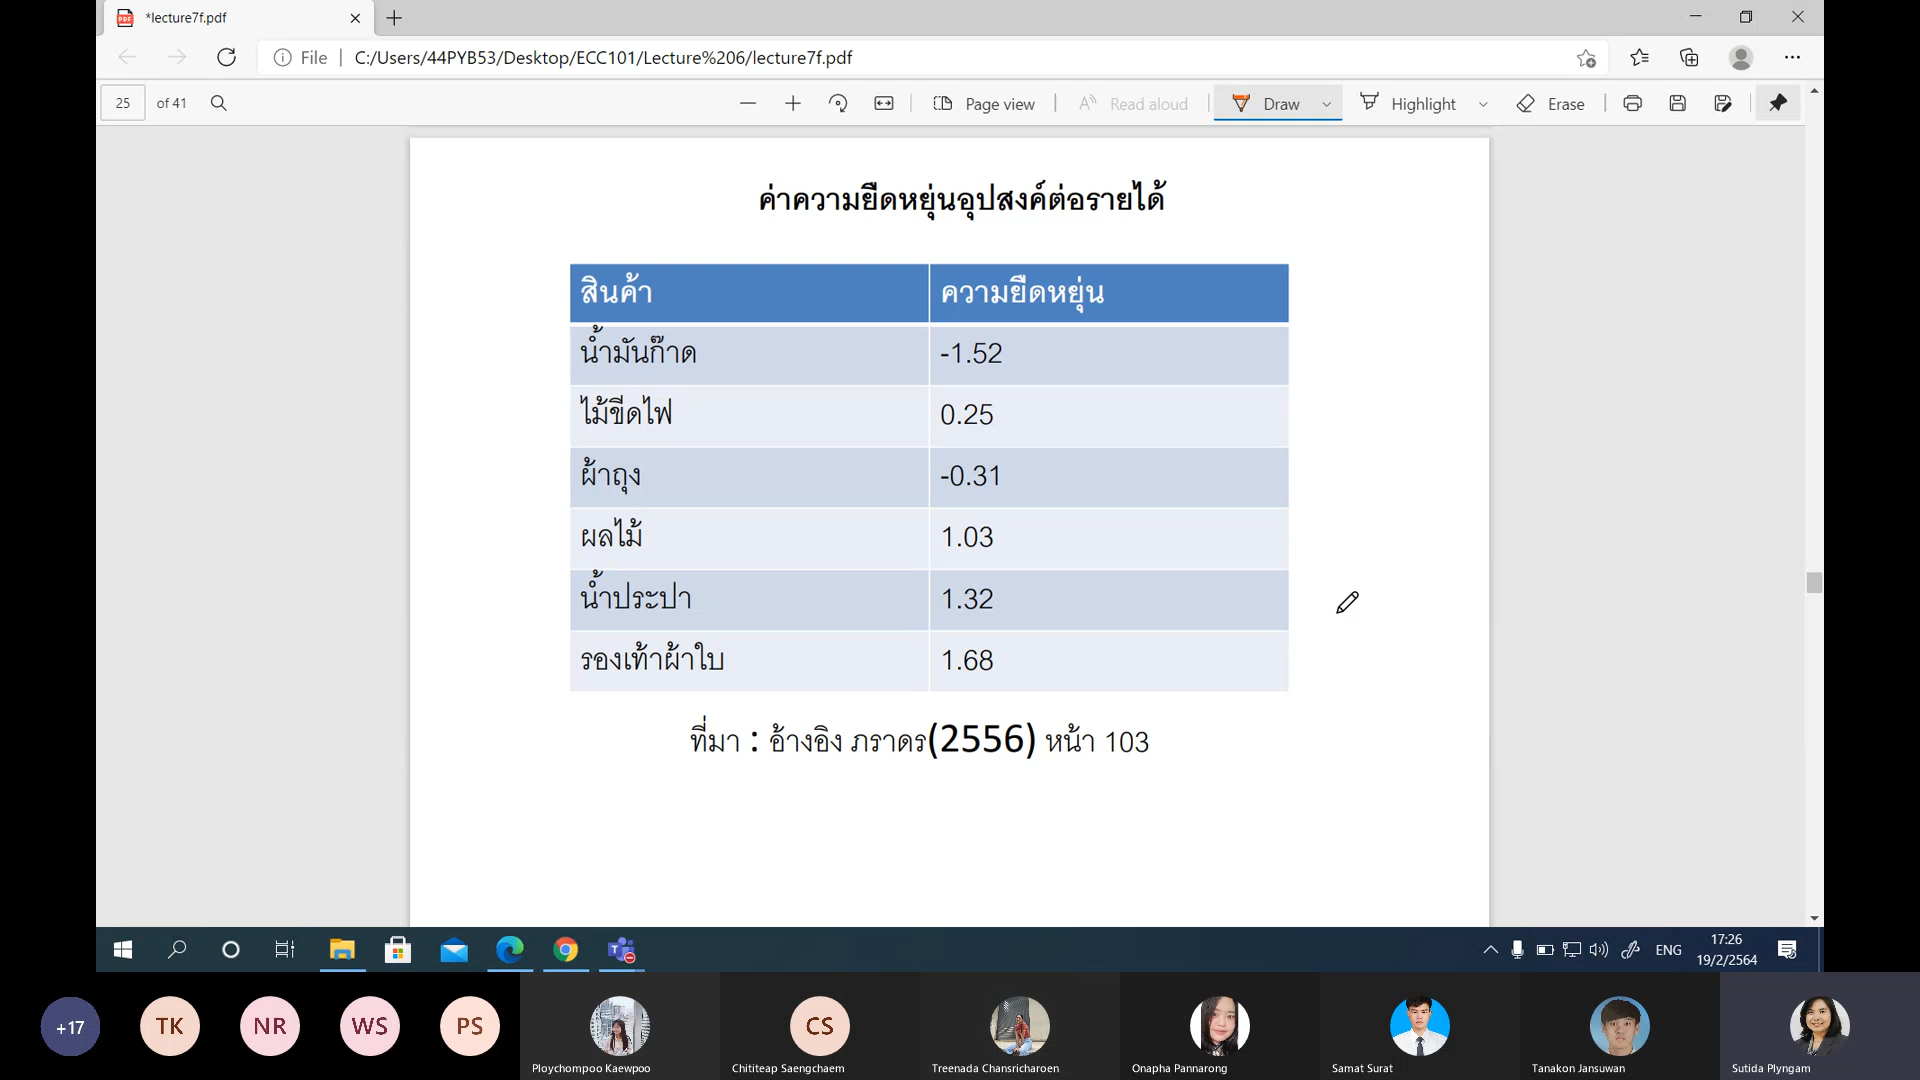 *lecture7f.pdf
File | C:/Users/44PYB53/Desktop/ECC101/Lecture%206/lecture7f.pdf
25 of 41 Page view Read aloud Draw Highlight Erase
ค่าความยืดหยุ่นอุปสงค์ต่อรายได้
สินค้า ความยืดหยุ่น
น้ำมันก๊าด -1.52
ไม้ขีดไฟ 0.25
ผ้าถุง -0.31
ผลไม้ 1.03
น้ำประปา 1.32
รองเท้าผ้าใบ 1.68
ที่มา : อ้างอิง ภราดร(2556) หน้า 103
ENG 17:26
19/2/2564
+17 TK NR WS PS CS
Ploychompoo Kaewpoo Chititeap Saengchaem Treenada Chansricharoen Onapha Pannarong Samat Surat Tanakon Jansuwan Sutida Plyngam